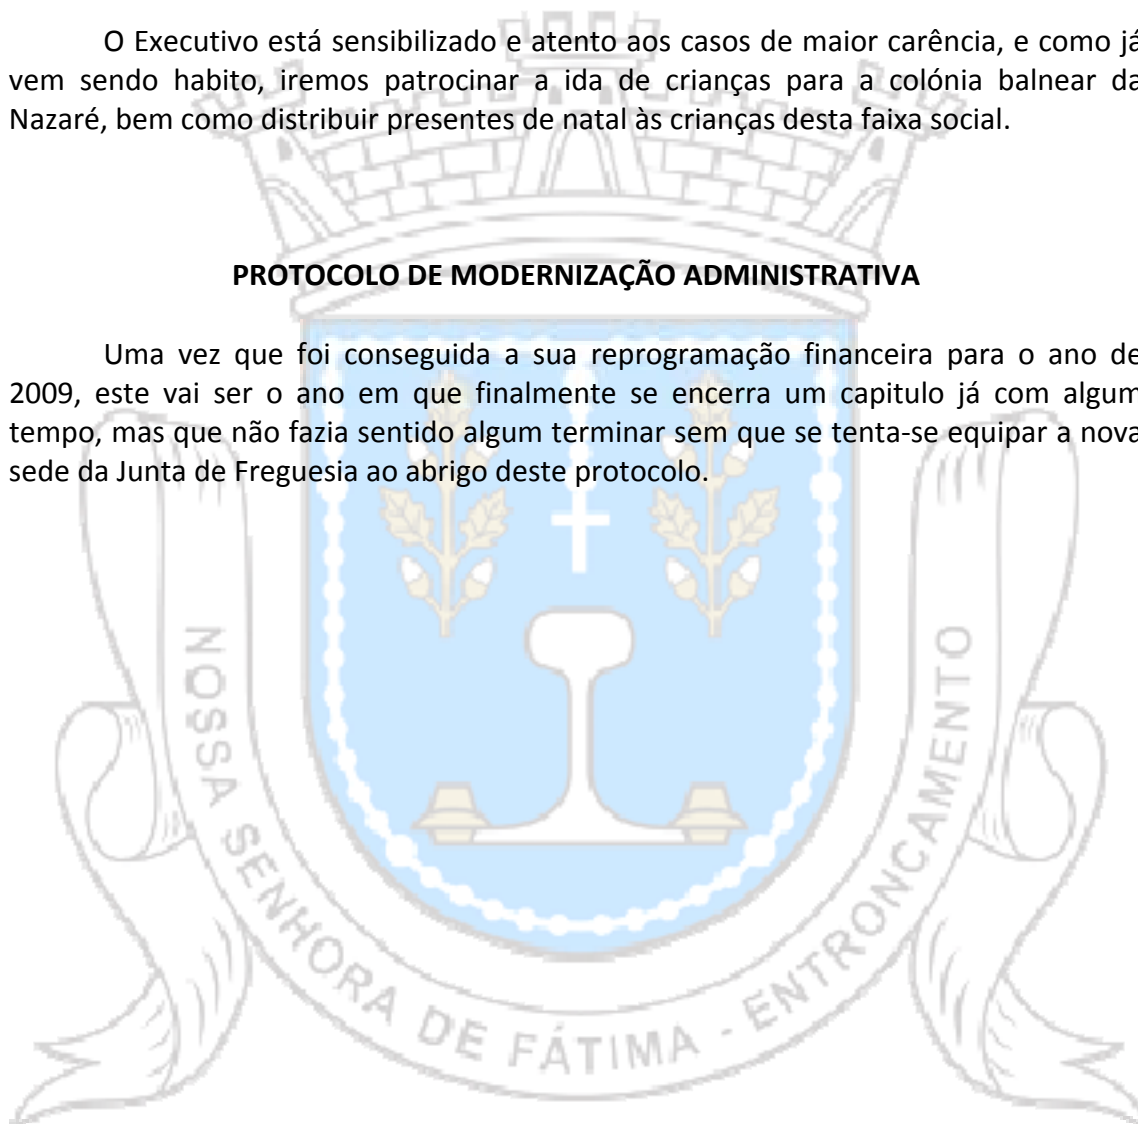 O Executivo está sensibilizado e atento aos casos de maior carência, e como já
vem sendo habito, iremos patrocinar a ida de crianças para a colónia balnear da
Nazaré, bem como distribuir presentes de natal às crianças desta faixa social.
PROTOCOLO DE MODERNIZAÇÃO ADMINISTRATIVA
Uma vez que foi conseguida a sua reprogramação financeira para o ano de
2009, este vai ser o ano em que finalmente se encerra um capitulo já com algum
tempo, mas que não fazia sentido algum terminar sem que se tenta-se equipar a nova
sede da Junta de Freguesia ao abrigo deste protocolo.
NOSSA SENHORA DE FÁTIMA - ENTRONCAMENTO